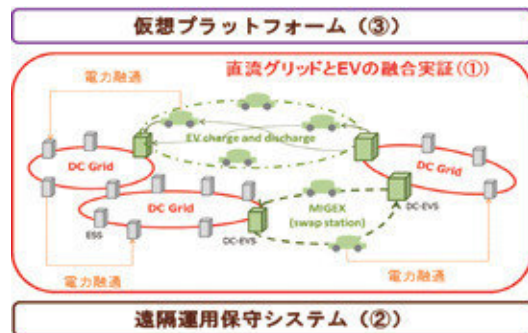 仮想プラットフォーム（③）
直流グリッドとEVの融合実証(①)
電力融通
EV charge and discharge
DC Grid
DC Grid
DC Grid
MIGEX
(swap station)
DC-EVS
ESS
DC-EVS
電力融通
電力融通
遠隔運用保守システム（②）